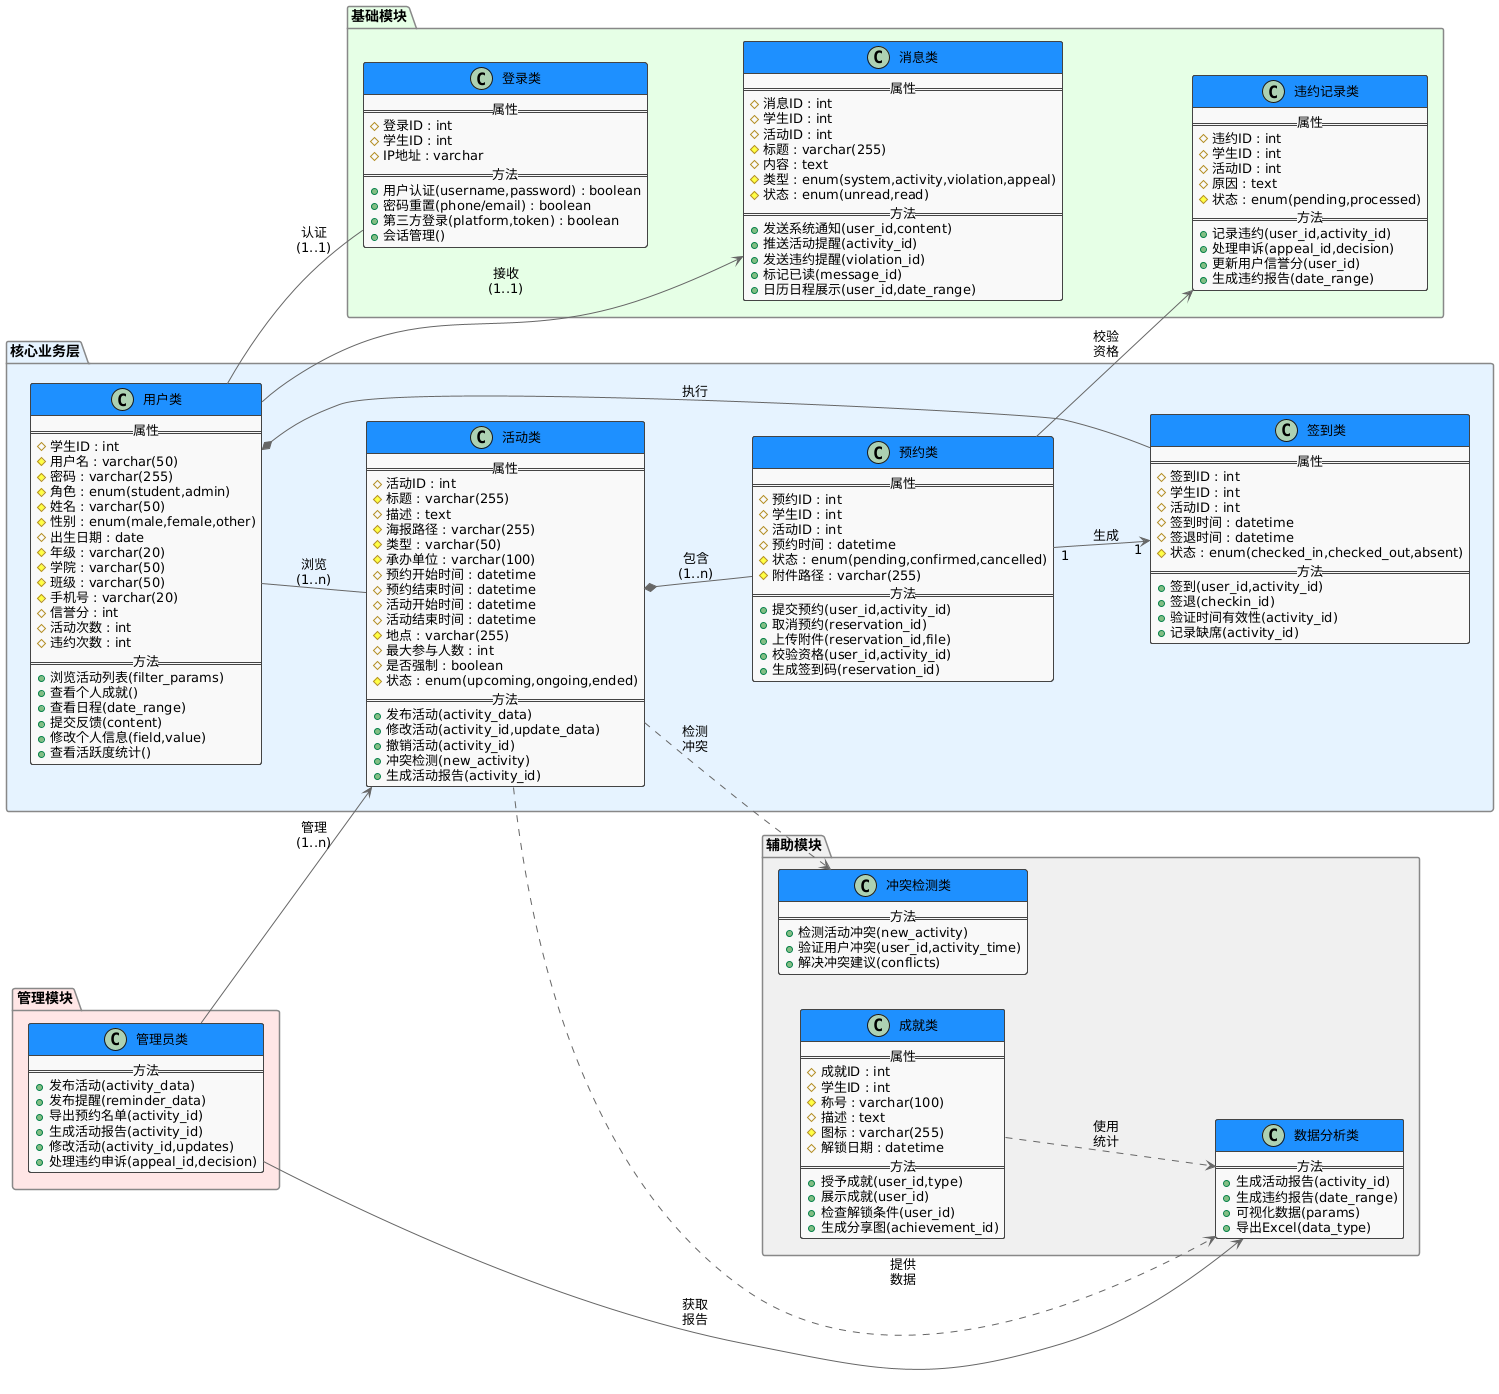 基础模块
C 登录类
属性
登录ID : int
学生ID : int
IP地址 : varchar
方法
用户认证(username,password) : boolean
密码重置(phone/email) : boolean
第三方登录(platform,token) : boolean
会话管理()
C 消息类
属性
消息ID : int
学生ID : int
活动ID : int
标题 : varchar(255)
内容 : text
类型 : enum(system,activity,violation,appeal)
状态 : enum(unread,read)
方法
发送系统通知(user_id,content)
推送活动提醒(activity_id)
发送违约提醒(violation_id)
标记已读(message_id)
日历日程展示(user_id,date_range)
C 违约记录类
属性
违约ID : int
学生ID : int
活动ID : int
原因 : text
状态 : enum(pending,processed)
方法
记录违约(user_id,activity_id)
处理申诉(appeal_id,decision)
更新用户信誉分(user_id)
生成违约报告(date_range)
认证
(1..1)
接收
(1..1)
校验
资格
核心业务层
C 用户类
属性
学生ID : int
用户名 : varchar(50)
密码 : varchar(255)
角色 : enum(student,admin)
姓名 : varchar(50)
性别 : enum(male,female,other)
出生日期 : date
年级 : varchar(20)
学院 : varchar(50)
班级 : varchar(50)
手机号 : varchar(20)
信誉分 : int
活动次数 : int
违约次数 : int
方法
浏览活动列表(filter_params)
查看个人成就()
查看日程(date_range)
提交反馈(content)
修改个人信息(field,value)
查看活跃度统计()
浏览
(1..n)
C 活动类
属性
活动ID : int
标题 : varchar(255)
描述 : text
海报路径 : varchar(255)
类型 : varchar(50)
承办单位 : varchar(100)
预约开始时间 : datetime
预约结束时间 : datetime
活动开始时间 : datetime
活动结束时间 : datetime
地点 : varchar(255)
最大参与人数 : int
是否强制 : boolean
状态 : enum(upcoming,ongoing,ended)
方法
发布活动(activity_data)
修改活动(activity_id,update_data)
撤销活动(activity_id)
冲突检测(new_activity)
生成活动报告(activity_id)
执行
包含
(1..n)
C 预约类
属性
预约ID : int
学生ID : int
活动ID : int
预约时间 : datetime
状态 : enum(pending,confirmed,cancelled)
附件路径 : varchar(255)
方法
提交预约(user_id,activity_id)
取消预约(reservation_id)
上传附件(reservation_id,file)
校验资格(user_id,activity_id)
生成签到码(reservation_id)
生成
1
1
C 签到类
属性
签到ID : int
学生ID : int
活动ID : int
签到时间 : datetime
签退时间 : datetime
状态 : enum(checked_in,checked_out,absent)
方法
签到(user_id,activity_id)
签退(checkin_id)
验证时间有效性(activity_id)
记录缺席(activity_id)
检测
冲突
管理
(1..n)
辅助模块
C 冲突检测类
方法
检测活动冲突(new_activity)
验证用户冲突(user_id,activity_time)
解决冲突建议(conflicts)
C 成就类
属性
成就ID : int
学生ID : int
称号 : varchar(100)
描述 : text
图标 : varchar(255)
解锁日期 : datetime
方法
授予成就(user_id,type)
展示成就(user_id)
检查解锁条件(user_id)
生成分享图(achievement_id)
使用
统计
C 数据分析类
方法
生成活动报告(activity_id)
生成违约报告(date_range)
可视化数据(params)
导出Excel(data_type)
管理模块
C 管理员类
方法
发布活动(activity_data)
发布提醒(reminder_data)
导出预约名单(activity_id)
生成活动报告(activity_id)
修改活动(activity_id,updates)
处理违约申诉(appeal_id,decision)
提供
数据
获取
报告